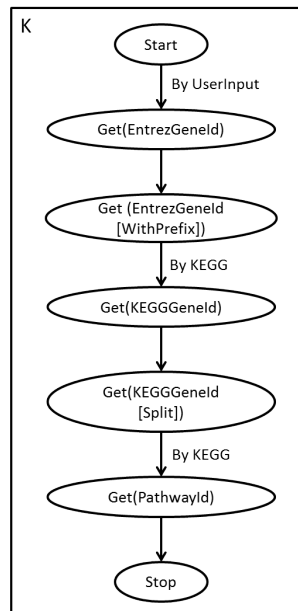 K
Start
By UserInput
Get(EntrezGeneId)
Get (EntrezGeneId
[WithPrefix])
By KEGG
Get(KEGGGeneId)
Get(KEGGGeneId
[Split])
By KEGG
Get(PathwayId)
Stop